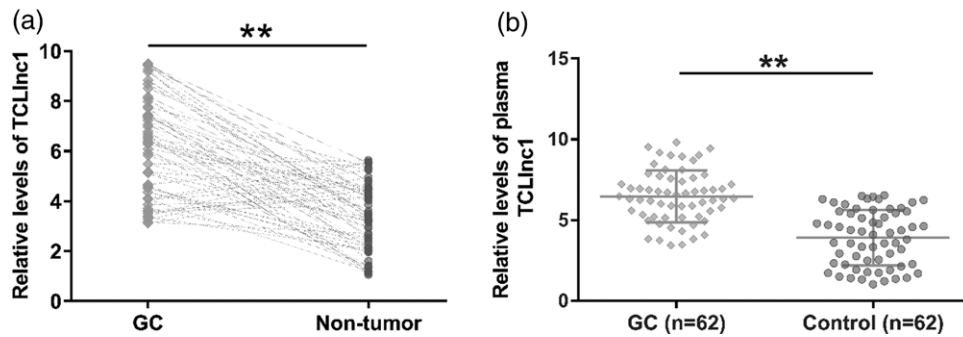 (a)
**
Relative levels of TCLlnc1
10
8
6
4
2
0
GC
Non-tumor
(b)
**
Relative levels of plasma
TCLlnc1
15
10
5
0
GC (n=62)
Control (n=62)